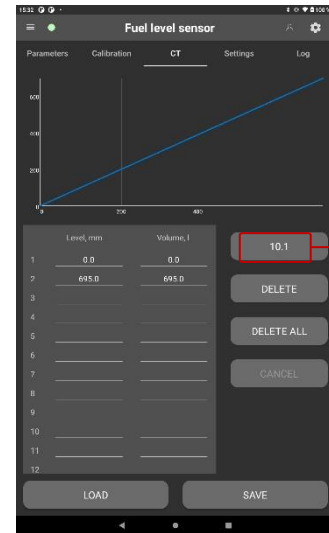 15:32
100%
Fuel level sensor
Parameters Calibration CT Settings Log
600
400
200
0
0 200 400
Level, mm Volume, l
1 0.0 0.0
2 695.0 695.0
3
4
5
6
7
8
9
10
11
12
10.1
DELETE
DELETE ALL
CANCEL
LOAD SAVE